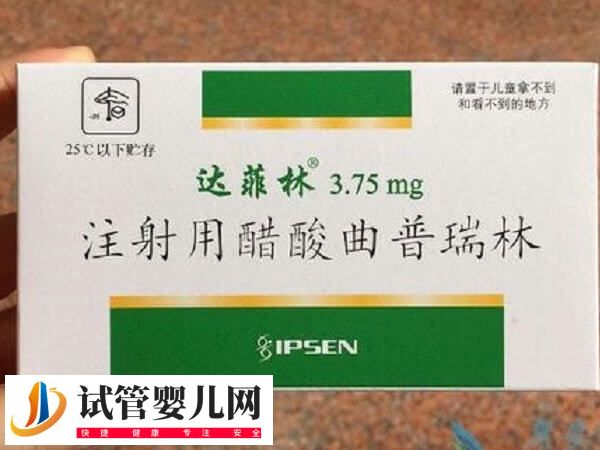 请置于儿童拿不到
和看不到的地方
25℃以下贮存
达菲林® 3.75 mg
注射用醋酸曲普瑞林
IPSEN
试管婴儿网
快捷 健康 专注 安全